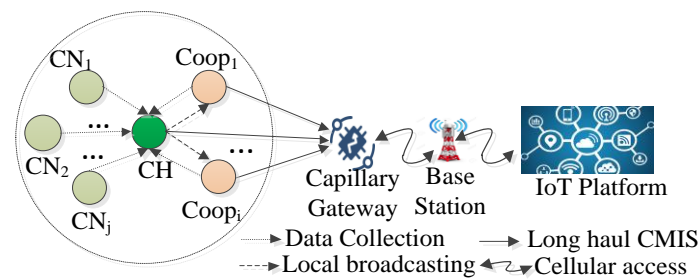 CN₁
Coop₁
...
CN₂
...
CH
...
CNⱼ
Coopᵢ
Capillary
Gateway
Base
Station
IoT Platform
Data Collection
Long haul CMIS
Local broadcasting
Cellular access